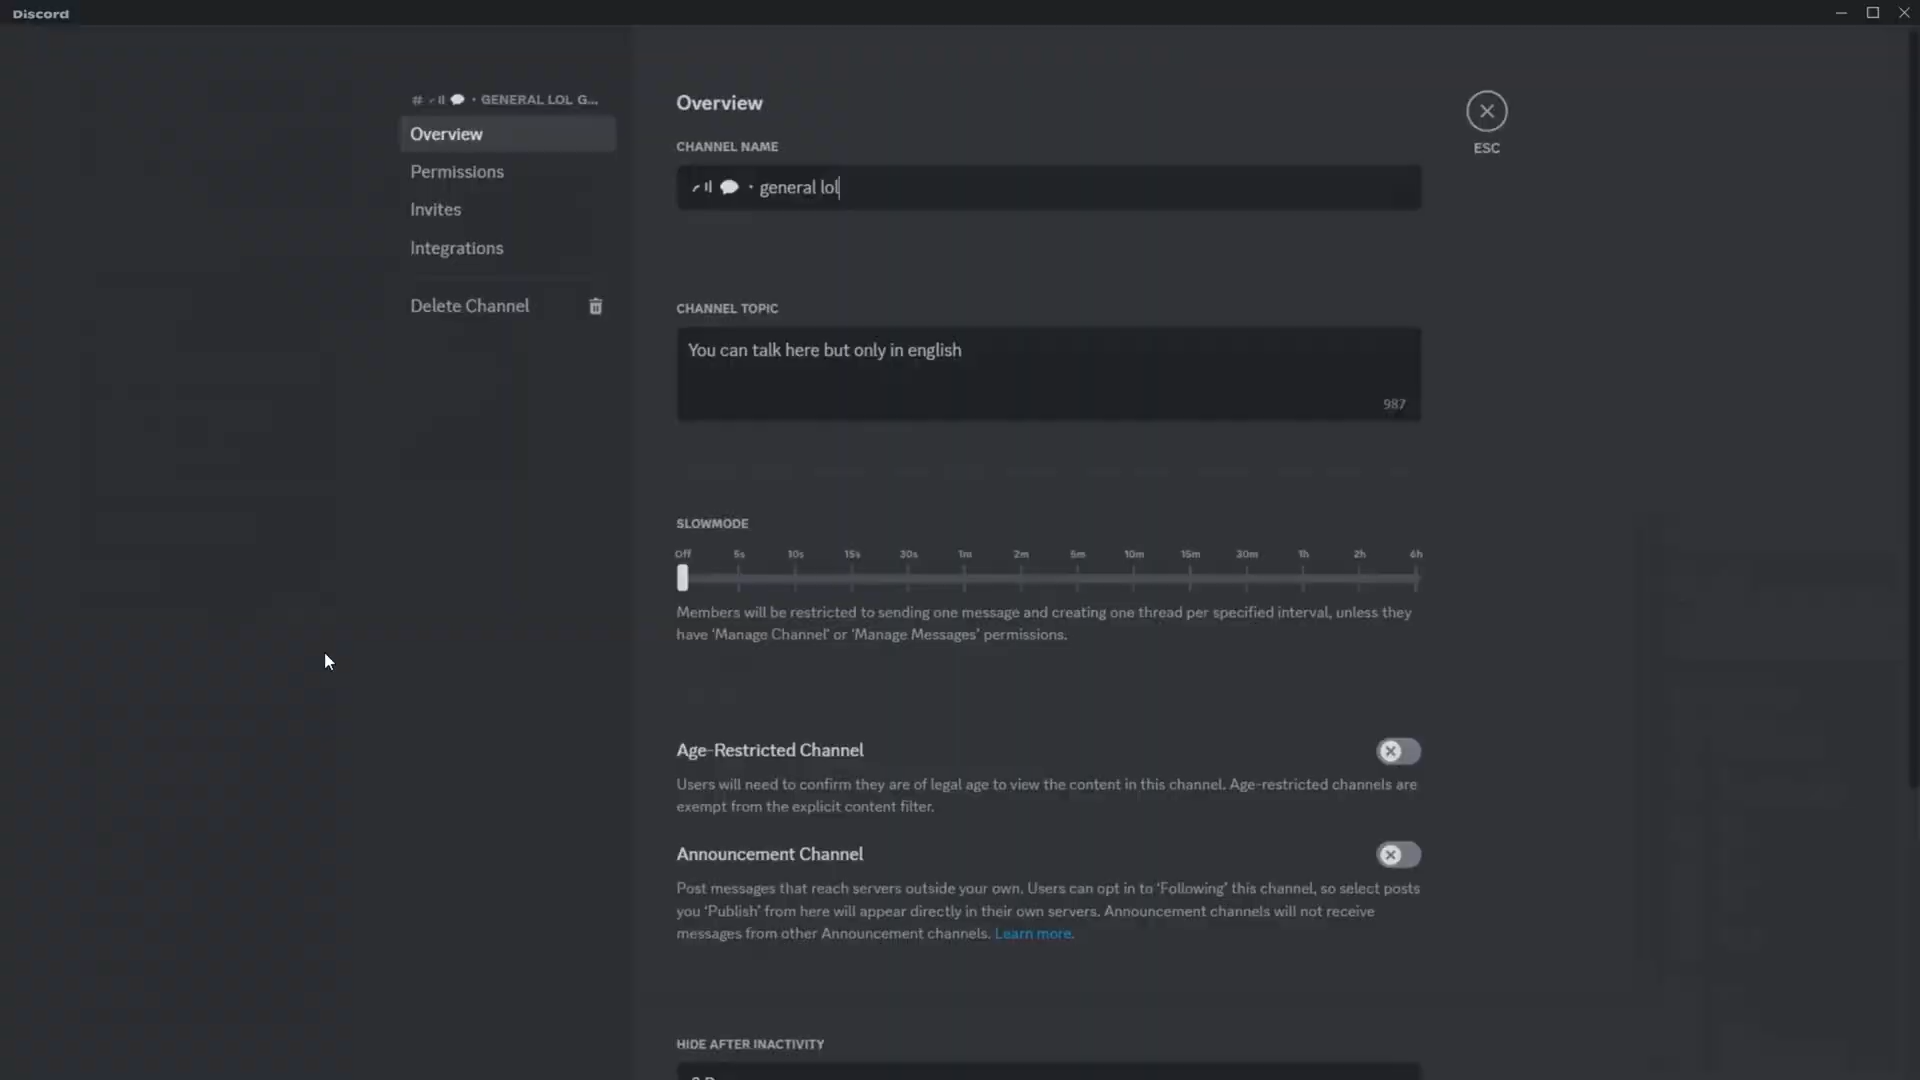 Discord
# 💬 · GENERAL LOL G...
Overview
Permissions
Invites
Integrations
Delete Channel
Overview
CHANNEL NAME
💬 · general lol
ESC
CHANNEL TOPIC
You can talk here but only in english
987
SLOWMODE
Off 5s 10s 15s 30s 1m 2m 5m 10m 15m 30m 1h 2h 6h
Members will be restricted to sending one message and creating one thread per specified interval, unless they
have 'Manage Channel' or 'Manage Messages' permissions.
Age-Restricted Channel
Users will need to confirm they are of legal age to view the content in this channel. Age-restricted channels are
exempt from the explicit content filter.
Announcement Channel
Post messages that reach servers outside your own. Users can opt in to 'Following' this channel, so select posts
you 'Publish' from here will appear directly in their own servers. Announcement channels will not receive
messages from other Announcement channels. Learn more.
HIDE AFTER INACTIVITY